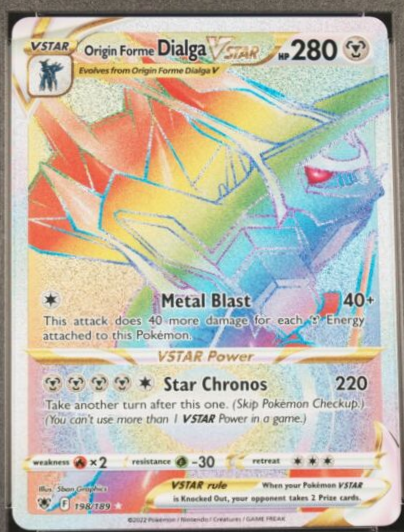 VSTAR Origin Forme Dialga VSTAR HP 280
Evolves from Origin Forme Dialga V
Metal Blast 40+
This attack does 40 more damage for each Energy
attached to this Pokémon.
VSTAR Power
Star Chronos 220
Take another turn after this one. (Skip Pokémon Checkup.)
(You can't use more than 1 VSTAR Power in a game.)
weakness ×2 resistance -30 retreat
Illus. 5ban Graphics
VSTAR rule When your Pokémon VSTAR
is Knocked Out, your opponent takes 2 Prize cards.
F 198/189
©2022 Pokémon / Nintendo / Creatures / GAME FREAK